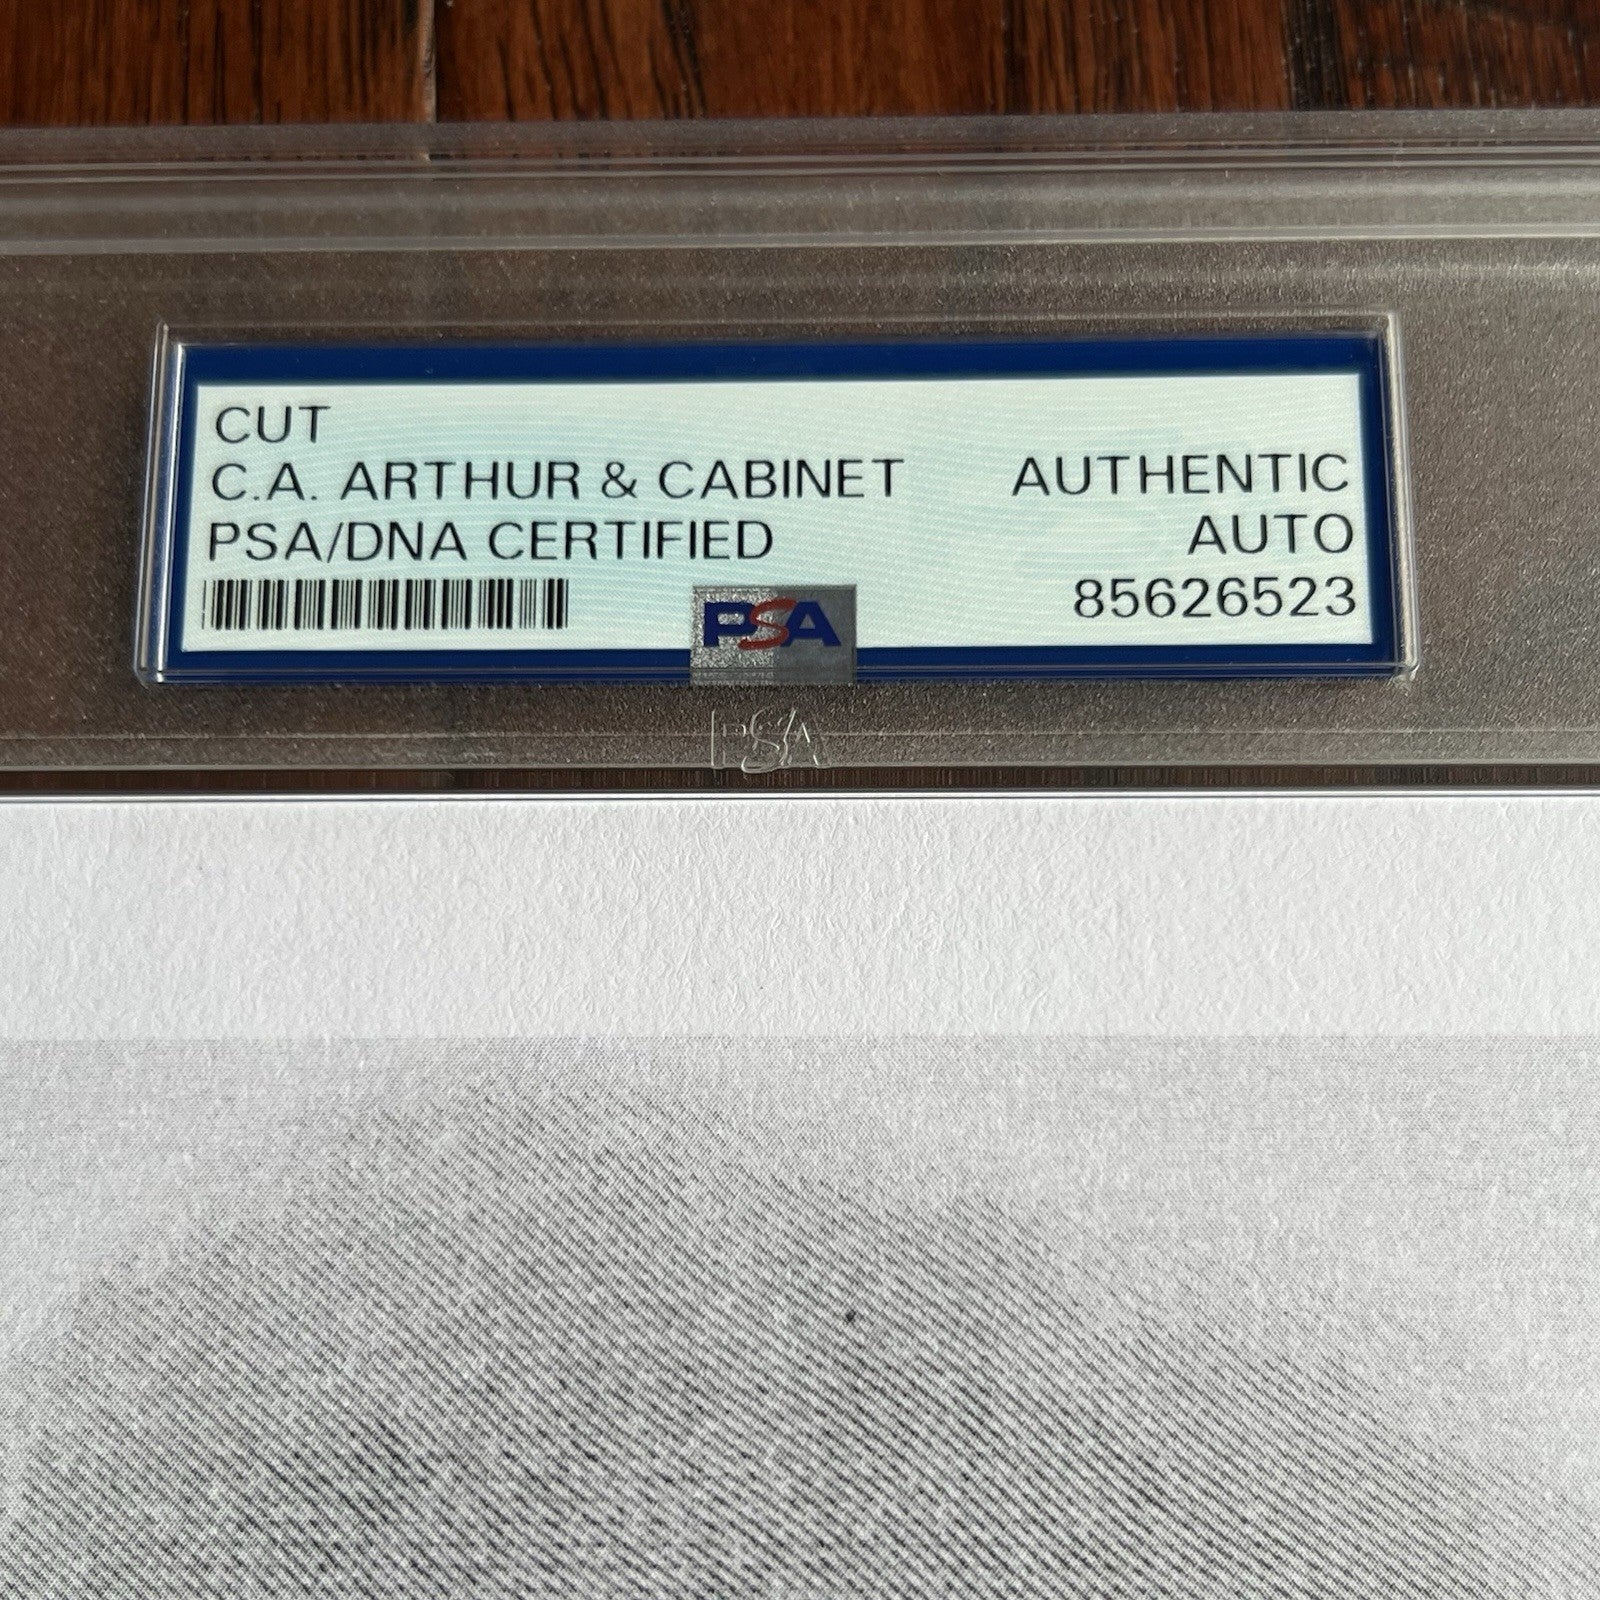 CUT
C.A. ARTHUR & CABINET AUTHENTIC
PSA/DNA CERTIFIED AUTO
85626523
PSA
PSA